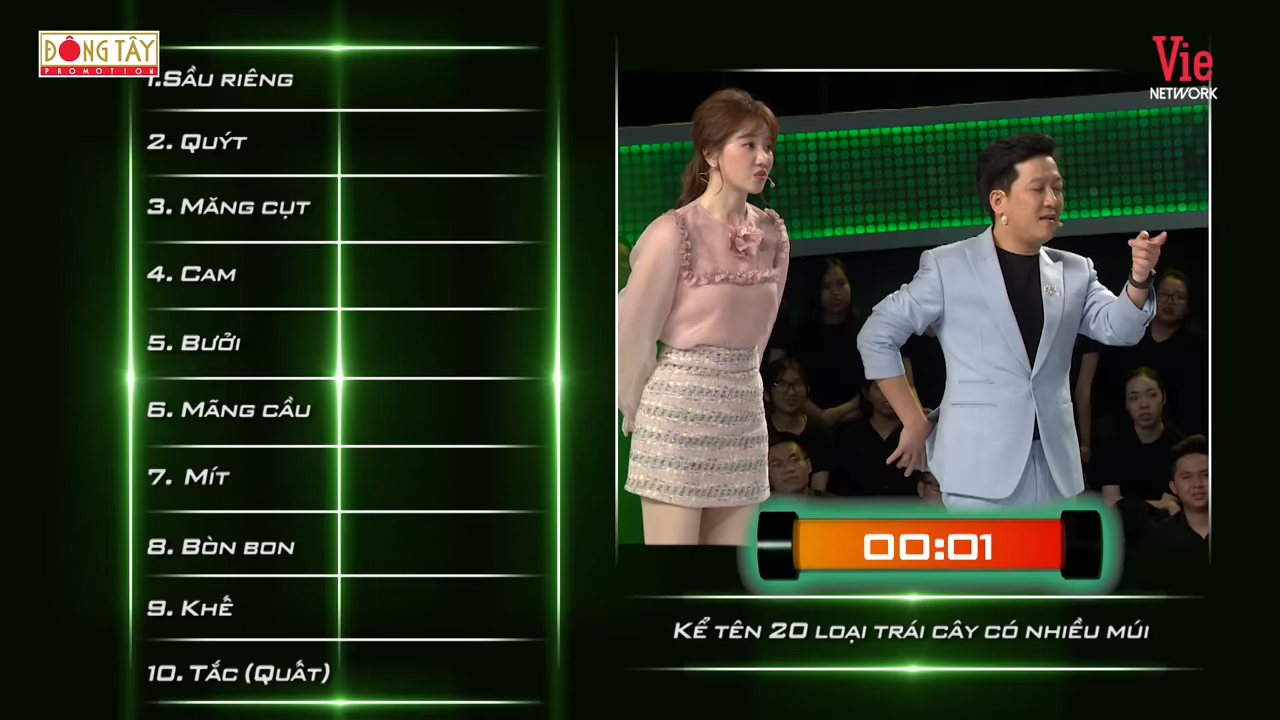 ĐÔNG TÂY
PROMOTION
1.SẦU RIÊNG
2. QUÝT
3. MĂNG CỤT
4. CAM
5. BƯỞI
6. MÃNG CẦU
7. MÍT
8. BÒN BON
9. KHẾ
10. TẮC (QUẤT)
Vie
NETWORK
00:01
KỂ TÊN 20 LOẠI TRÁI CÂY CÓ NHIỀU MÚI